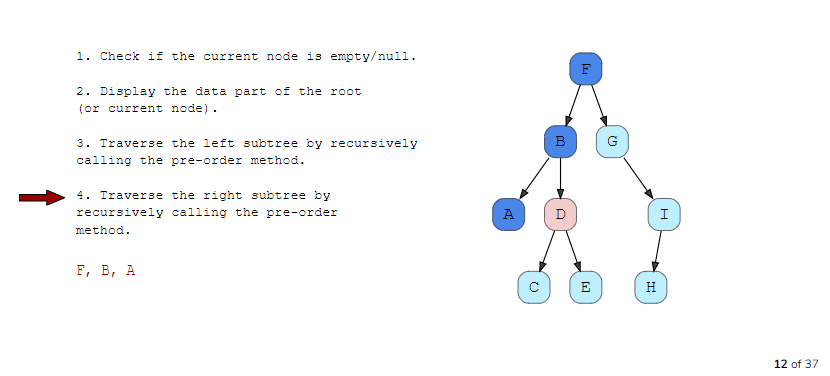 1. Check if the current node is empty/null.
2. Display the data part of the root
(or current node).
3. Traverse the left subtree by recursively
calling the pre-order method.
4. Traverse the right subtree by
recursively calling the pre-order
method.
F, B, A
F
B
G
A
D
I
C
E
H
12 of 37